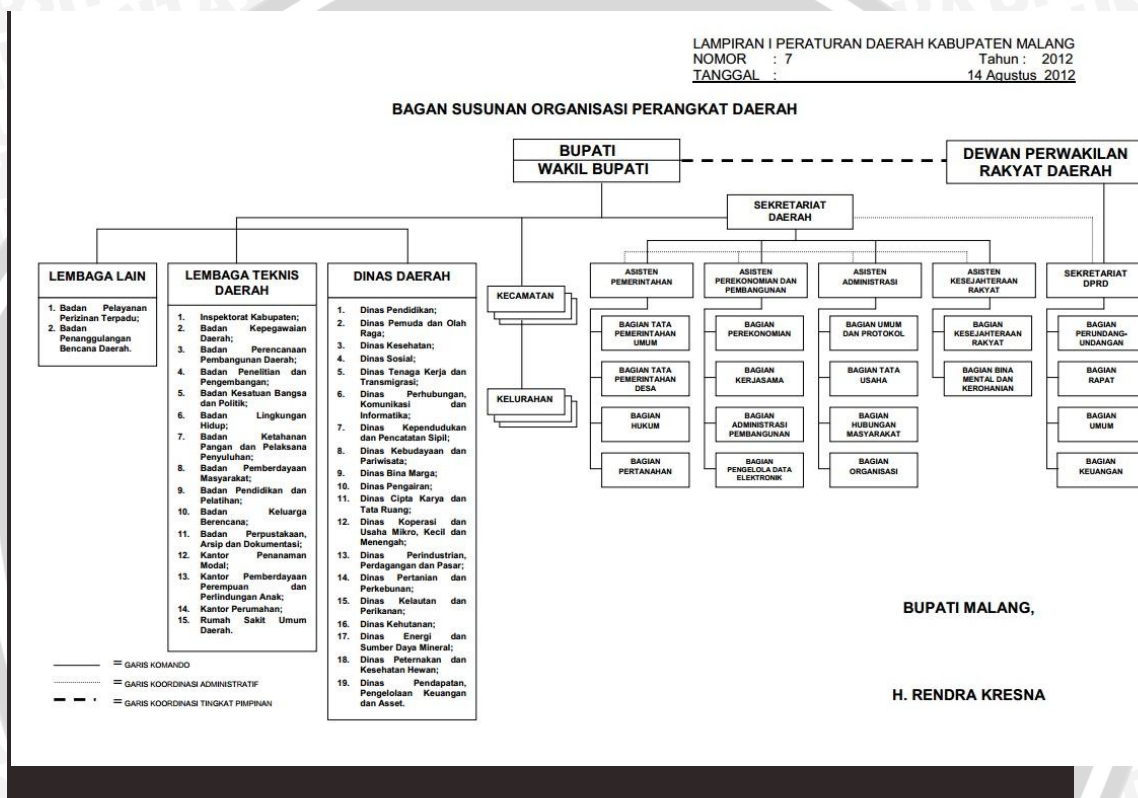 LAMPIRAN I PERATURAN DAERAH KABUPATEN MALANG
NOMOR : 7 Tahun : 2012
TANGGAL : 14 Agustus 2012
BAGAN SUSUNAN ORGANISASI PERANGKAT DAERAH
BUPATI
WAKIL BUPATI
DEWAN PERWAKILAN
RAKYAT DAERAH
SEKRETARIAT
DAERAH
LEMBAGA LAIN
1. Badan Pelayanan
Perizinan Terpadu;
2. Badan
Penanggulangan
Bencana Daerah.
LEMBAGA TEKNIS
DAERAH
1. Inspektorat Kabupaten;
2. Badan Kepegawaian
Daerah;
3. Badan Perencanaan
Pembangunan Daerah;
4. Badan Penelitian dan
Pengembangan;
5. Badan Kesatuan Bangsa
dan Politik;
6. Badan Lingkungan
Hidup;
7. Badan Ketahanan
Pangan dan Pelaksana
Penyuluhan;
8. Badan Pemberdayaan
Masyarakat;
9. Badan Pendidikan dan
Pelatihan;
10. Badan Keluarga
Berencana;
11. Badan Perpustakaan,
Arsip dan Dokumentasi;
12. Kantor Penanaman
Modal;
13. Kantor Pemberdayaan
Perempuan dan
Perlindungan Anak;
14. Kantor Perumahan;
15. Rumah Sakit Umum
Daerah.
DINAS DAERAH
1. Dinas Pendidikan;
2. Dinas Pemuda dan Olah
Raga;
3. Dinas Kesehatan;
4. Dinas Sosial;
5. Dinas Tenaga Kerja dan
Transmigrasi;
6. Dinas Perhubungan,
Komunikasi dan
Informatika;
7. Dinas Kependudukan
dan Pencatatan Sipil;
8. Dinas Kebudayaan dan
Pariwisata;
9. Dinas Bina Marga;
10. Dinas Pengairan;
11. Dinas Cipta Karya dan
Tata Ruang;
12. Dinas Koperasi dan
Usaha Mikro, Kecil dan
Menengah;
13. Dinas Perindustrian,
Perdagangan dan Pasar;
14. Dinas Pertanian dan
Perkebunan;
15. Dinas Kelautan dan
Perikanan;
16. Dinas Kehutanan;
17. Dinas Energi dan
Sumber Daya Mineral;
18. Dinas Peternakan dan
Kesehatan Hewan;
19. Dinas Pendapatan,
Pengelolaan Keuangan
dan Asset.
KECAMATAN
KELURAHAN
ASISTEN
PEMERINTAHAN
BAGIAN TATA
PEMERINTAHAN
UMUM
BAGIAN TATA
PEMERINTAHAN
DESA
BAGIAN
HUKUM
BAGIAN
PERTANAHAN
ASISTEN
PEREKONOMIAN DAN
PEMBANGUNAN
BAGIAN
PEREKONOMIAN
BAGIAN
KERJASAMA
BAGIAN
ADMINISTRASI
PEMBANGUNAN
BAGIAN
PENGELOLA DATA
ELEKTRONIK
ASISTEN
ADMINISTRASI
BAGIAN UMUM
DAN PROTOKOL
BAGIAN TATA
USAHA
BAGIAN
HUBUNGAN
MASYARAKAT
BAGIAN
ORGANISASI
ASISTEN
KESEJAHTERAAN
RAKYAT
BAGIAN
KESEJAHTERAAN
RAKYAT
BAGIAN BINA
MENTAL DAN
KEROHANIAN
SEKRETARIAT
DPRD
BAGIAN
PERUNDANG-
UNDANGAN
BAGIAN
RAPAT
BAGIAN
UMUM
BAGIAN
KEUANGAN
= GARIS KOMANDO
= GARIS KOORDINASI ADMINISTRATIF
= GARIS KOORDINASI TINGKAT PIMPINAN
BUPATI MALANG,
H. RENDRA KRESNA